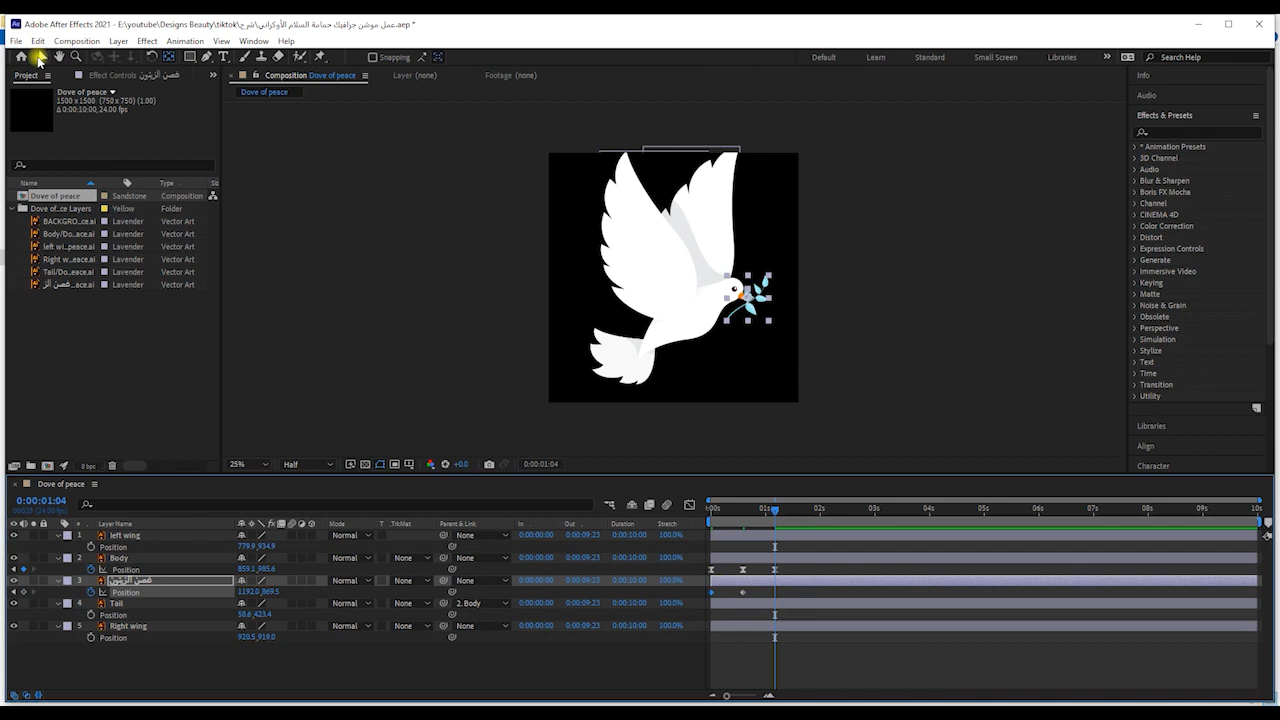 Adobe After Effects 2021 - E:\youtube\Designs Beauty\tiktok\شرح\عمل موشن جرافيك حمامة السلام الأوكراني.aep *
File Edit Composition Layer Effect Animation View Window Help
Snapping
Default Learn Standard Small Screen Libraries
Search Help
Project
Effect Controls غصن الزيتون
Composition Dove of peace
Layer (none)
Footage (none)
Info
Dove of peace
Dove of peace
1500 x 1500 (750 x 750) (1.00)
Δ 0:00:10:00, 24.00 fps
Audio
Effects & Presets
* Animation Presets
3D Channel
Audio
Blur & Sharpen
Boris FX Mocha
Channel
CINEMA 4D
Color Correction
Distort
Expression Controls
Generate
Immersive Video
Keying
Matte
Noise & Grain
Obsolete
Perspective
Simulation
Stylize
Text
Time
Transition
Utility
Libraries
Align
Character
Name Type Si
Dove of peace Sandstone Composition
Dove of...ce Layers Yellow Folder
BACKGRO...ce.ai Lavender Vector Art
Body/Do...eace.ai Lavender Vector Art
left wi...peace.ai Lavender Vector Art
Right w...eace.ai Lavender Vector Art
Tail/Do...eace.ai Lavender Vector Art
غصن الز...ace.ai Lavender Vector Art
8 bpc
25% Half +0.0 0:00:01:04
Dove of peace
0:00:01:04
00028 (24.00 fps)
# Layer Name Mode T TrkMat Parent & Link In Out Duration Stretch
:00s 01s 02s 03s 04s 05s 06s 07s 08s 09s 10s
1 left wing Normal None 0:00:00:00 0:00:09:23 0:00:10:00 100.0%
Position 779.9,934.9
2 Body Normal None None 0:00:00:00 0:00:09:23 0:00:10:00 100.0%
Position 859.1,985.6
3 غصن الزيتون Normal None None 0:00:00:00 0:00:09:23 0:00:10:00 100.0%
Position 1192.0,869.5
4 Tail Normal None 2. Body 0:00:00:00 0:00:09:23 0:00:10:00 100.0%
Position 58.6,423.4
5 Right wing Normal None None 0:00:00:00 0:00:09:23 0:00:10:00 100.0%
Position 920.5,919.0